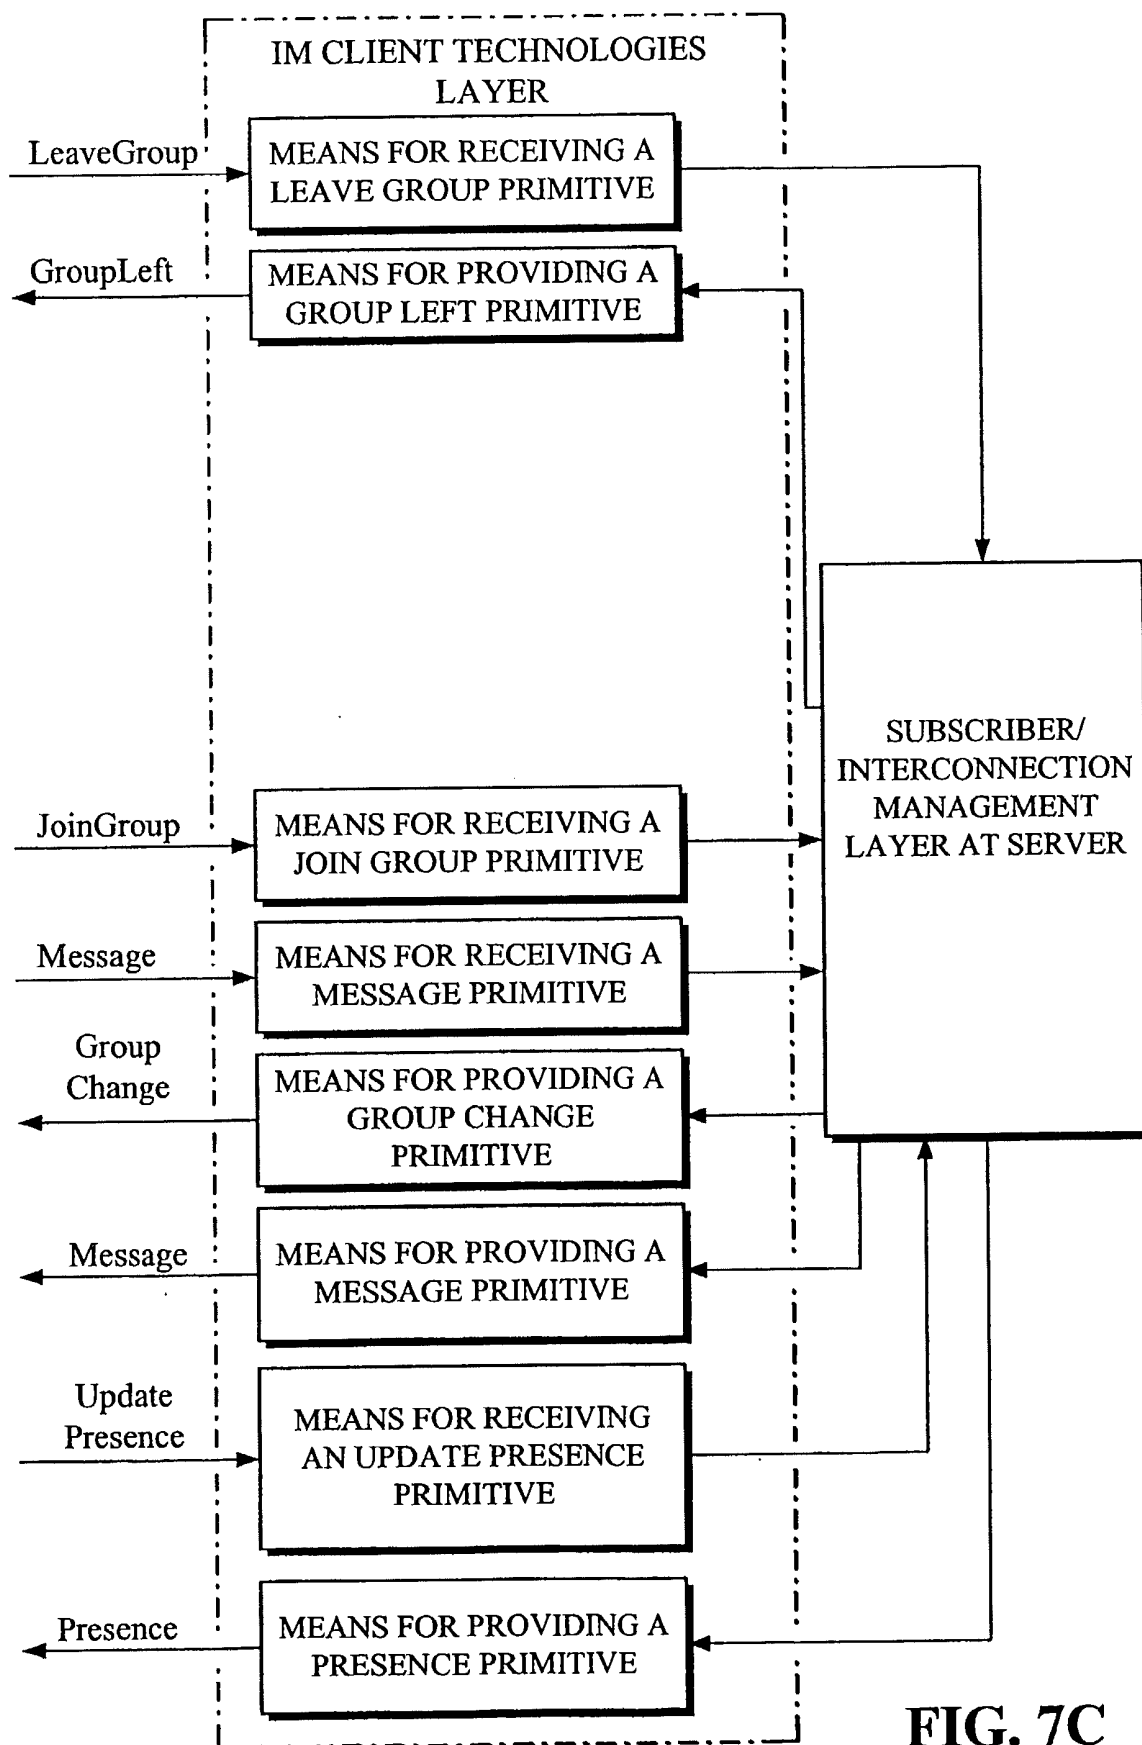 IM CLIENT TECHNOLOGIES
LAYER
LeaveGroup
MEANS FOR RECEIVING A
LEAVE GROUP PRIMITIVE
GroupLeft
MEANS FOR PROVIDING A
GROUP LEFT PRIMITIVE
SUBSCRIBER/
INTERCONNECTION
MANAGEMENT
LAYER AT SERVER
JoinGroup
MEANS FOR RECEIVING A
JOIN GROUP PRIMITIVE
Message
MEANS FOR RECEIVING A
MESSAGE PRIMITIVE
Group
Change
MEANS FOR PROVIDING A
GROUP CHANGE
PRIMITIVE
Message
MEANS FOR PROVIDING A
MESSAGE PRIMITIVE
Update
Presence
MEANS FOR RECEIVING
AN UPDATE PRESENCE
PRIMITIVE
Presence
MEANS FOR PROVIDING A
PRESENCE PRIMITIVE
FIG. 7C